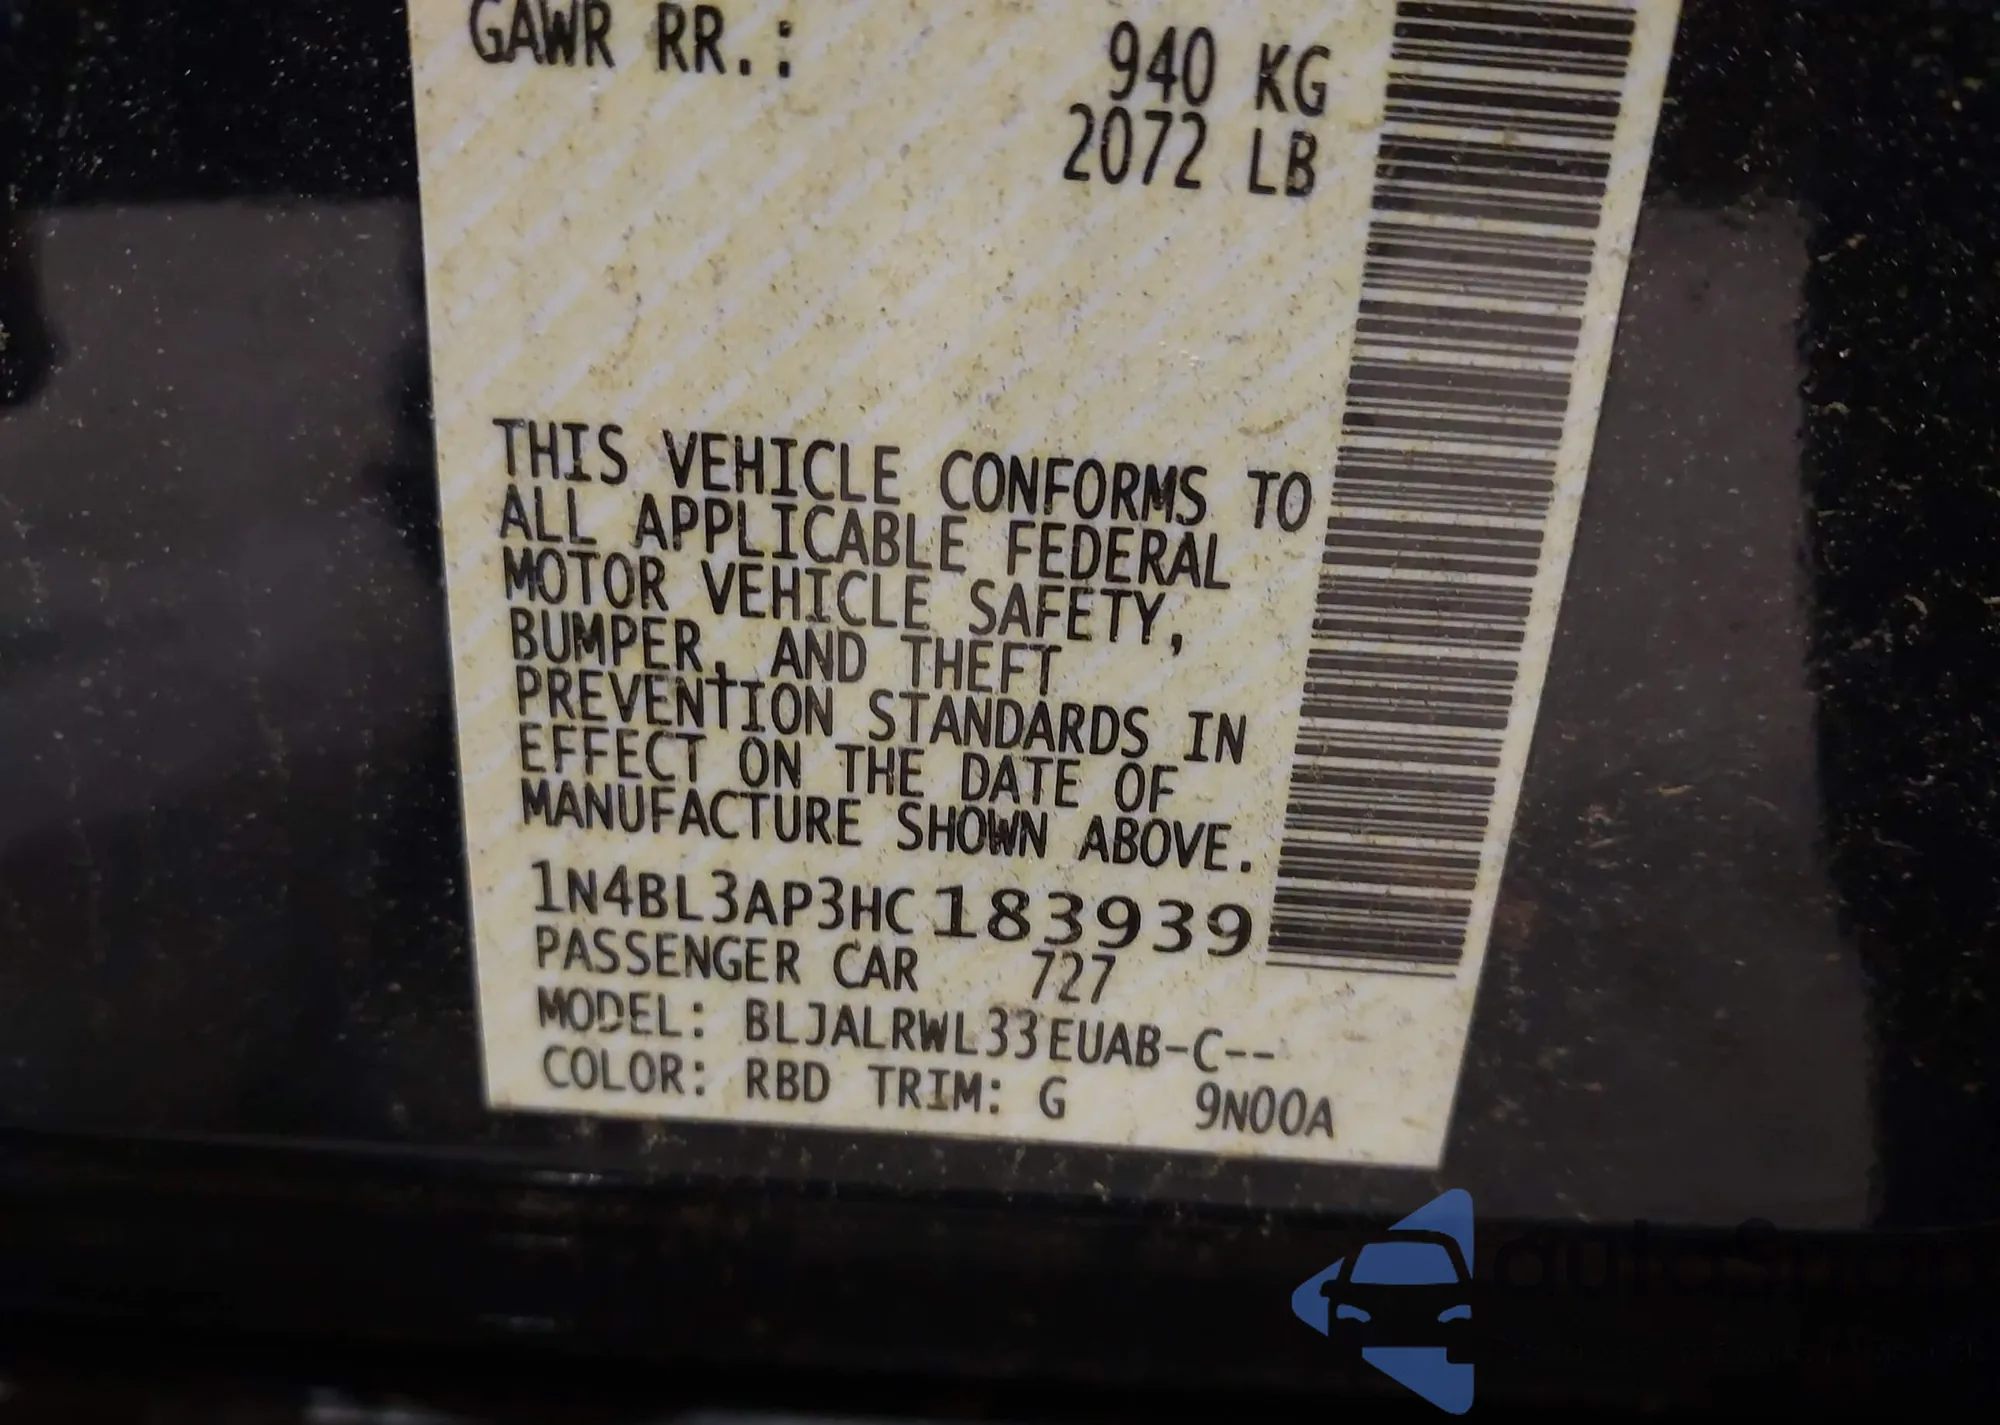 GAWR RR.: 940 KG
2072 LB
THIS VEHICLE CONFORMS TO
ALL APPLICABLE FEDERAL
MOTOR VEHICLE SAFETY,
BUMPER, AND THEFT
PREVENTION STANDARDS IN
EFFECT ON THE DATE OF
MANUFACTURE SHOWN ABOVE.
1N4BL3AP3HC183939
PASSENGER CAR 727
MODEL: BLJALRWL33EUAB-C--
COLOR: RBD TRIM: G 9N00A